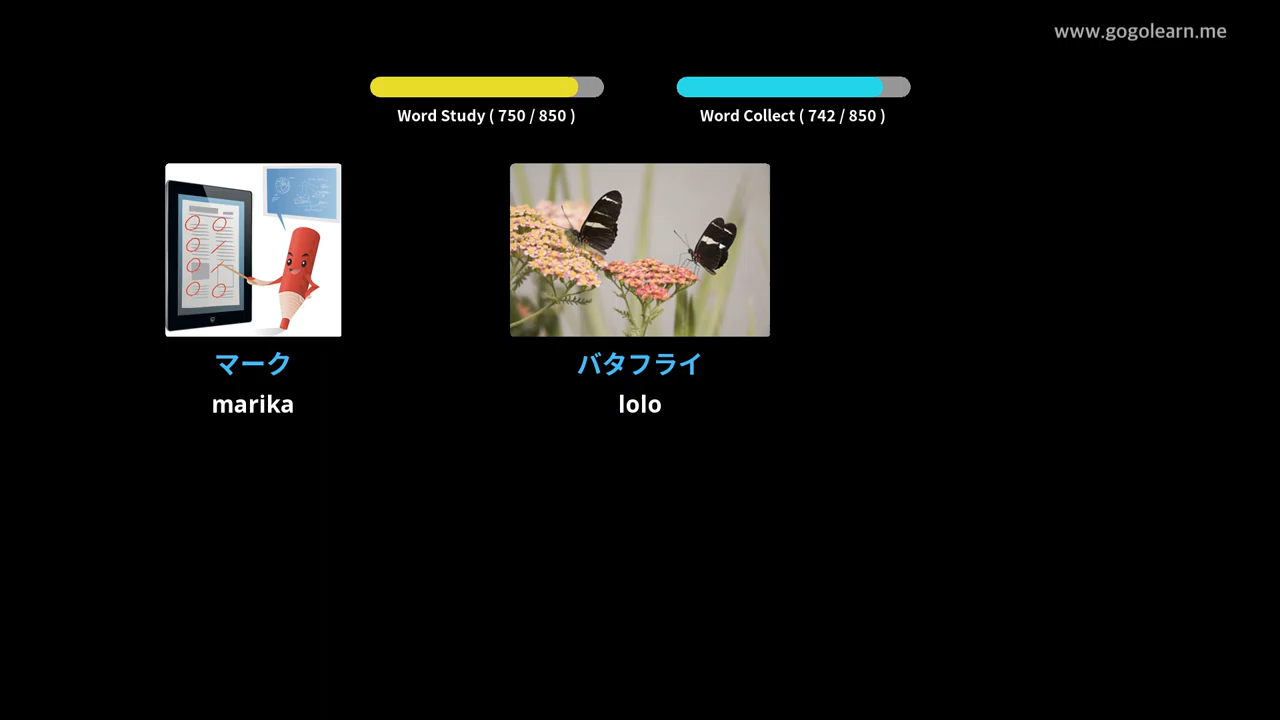 www.gogolearn.me
Word Study ( 750 / 850 )
Word Collect ( 742 / 850 )
マーク
marika
バタフライ
lolo